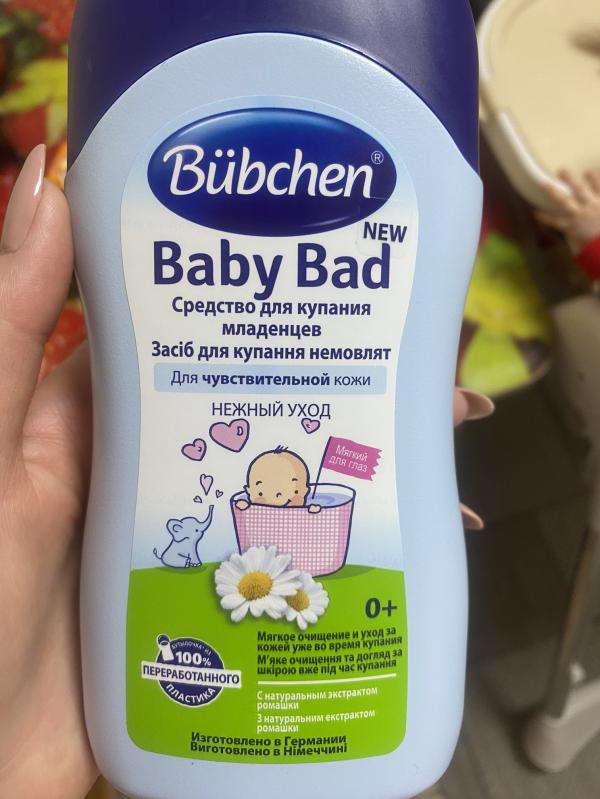 Bübchen®
NEW
Baby Bad
Средство для купания
младенцев
Засіб для купання немовлят
Для чувствительной кожи
НЕЖНЫЙ УХОД
Мягкий
для глаз
0+
Мягкое очищение и уход за
кожей уже во время купания
М'яке очищення та догляд за
шкірою вже під час купання
С натуральным экстрактом
ромашки
З натуральним екстрактом
ромашки
БУТЫЛОЧКА ИЗ
100%
ПЕРЕРАБОТАННОГО
ПЛАСТИКА
Изготовлено в Германии
Виготовлено в Німеччині